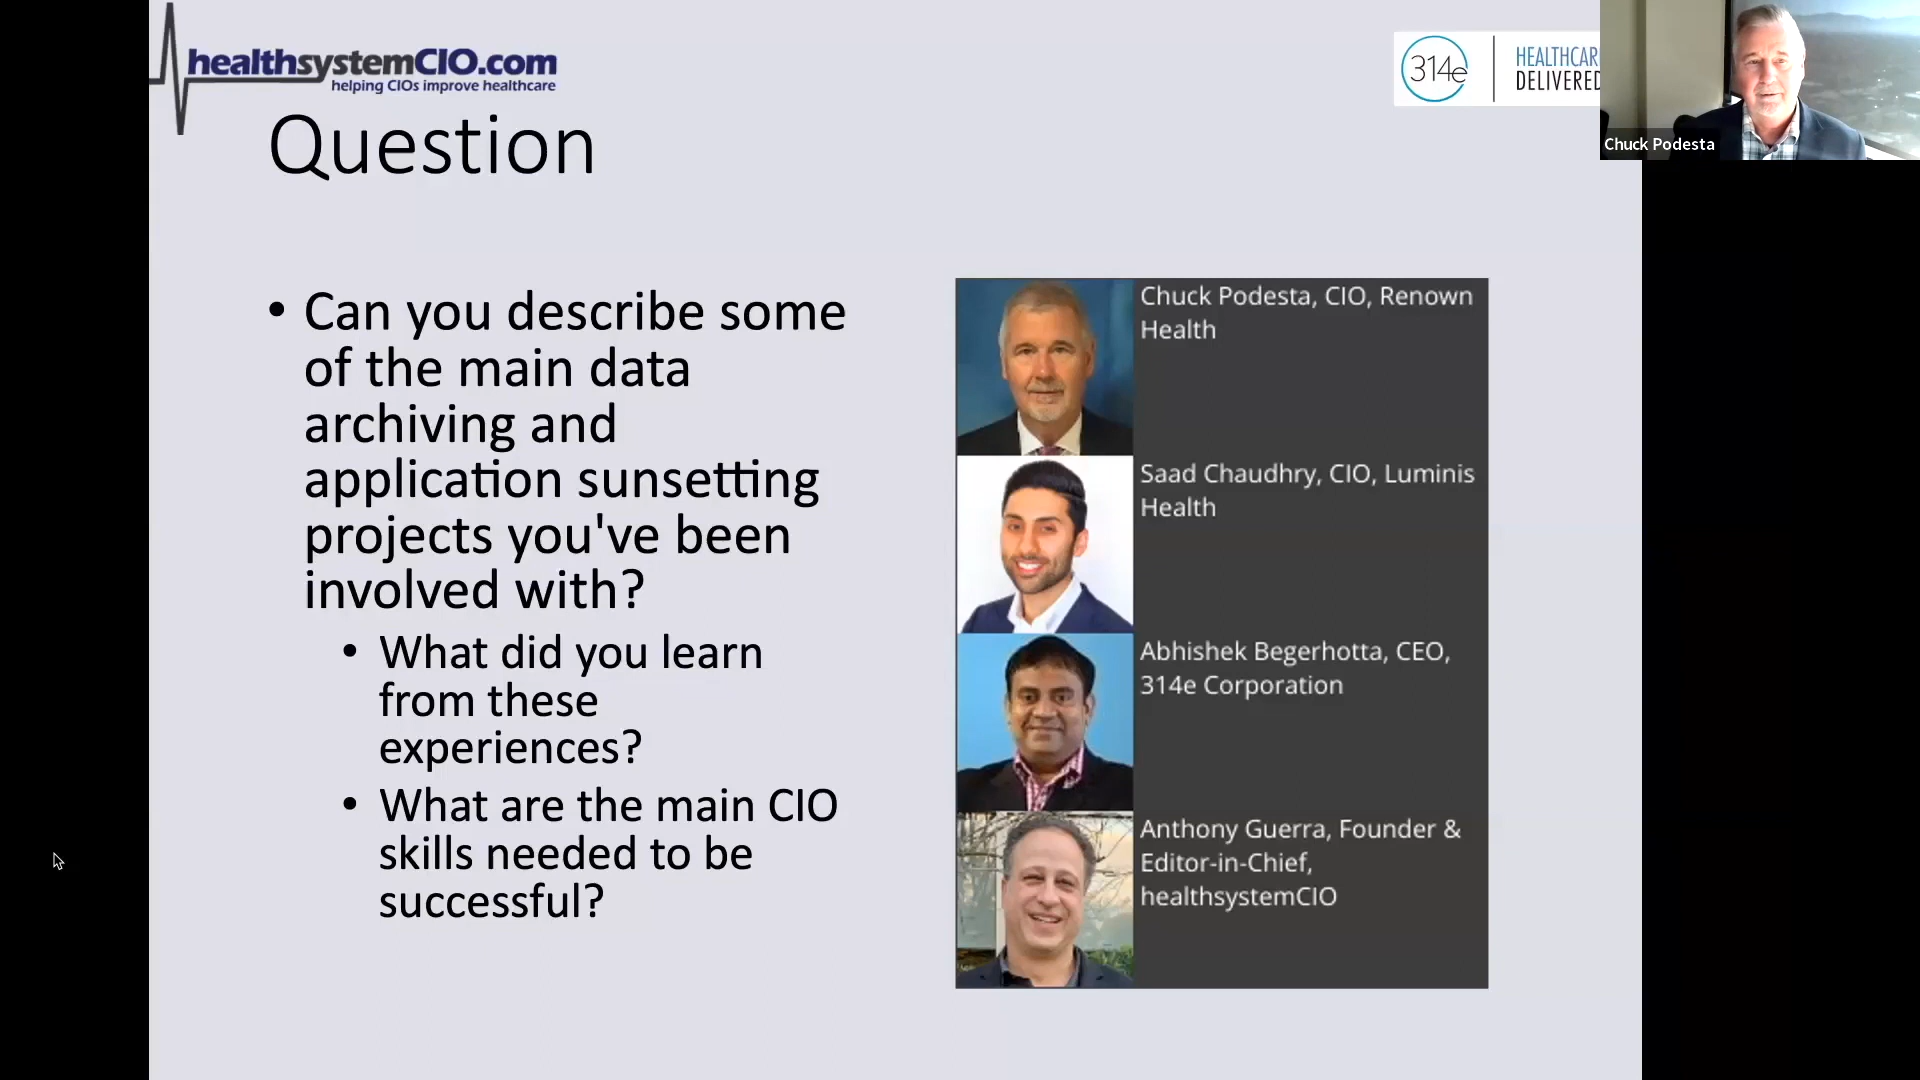 healthsystemCIO.com
helping CIOs improve healthcare
314e
HEALTHCAR
DELIVERED
Chuck Podesta
Question
• Can you describe some
of the main data
archiving and
application sunsetting
projects you've been
involved with?
• What did you learn
from these
experiences?
• What are the main CIO
skills needed to be
successful?
Chuck Podesta, CIO, Renown
Health
Saad Chaudhry, CIO, Luminis
Health
Abhishek Begerhotta, CEO,
314e Corporation
Anthony Guerra, Founder &
Editor-in-Chief,
healthsystemCIO